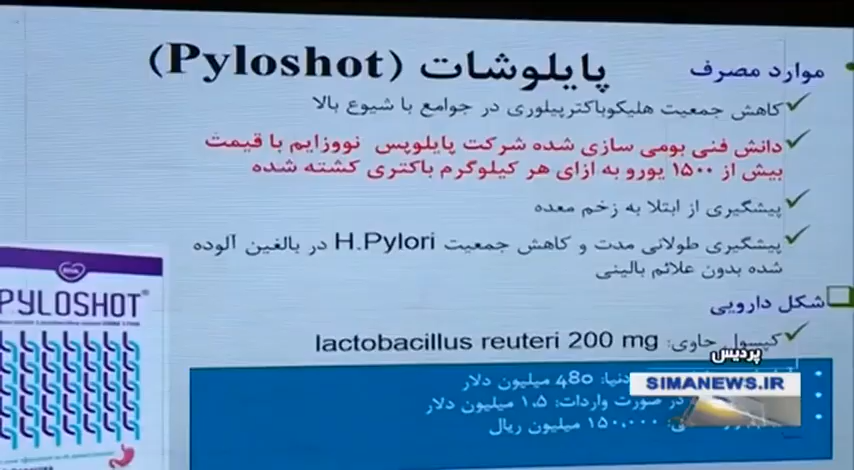 پایلوشات (Pyloshot)
موارد مصرف
کاهش جمعیت هلیکوباکترپیلوری در جوامع با شیوع بالا
دانش فنی بومی سازی شده شرکت پایلوپس نووزایم با قیمت
بیش از ۱۵۰۰ یورو به ازای هر کیلوگرم باکتری کشته شده
پیشگیری از ابتلا به زخم معده
پیشگیری طولانی مدت و کاهش جمعیت H.Pylori در بالغین آلوده
شده بدون علائم بالینی
شکل دارویی
کپسول حاوی: lactobacillus reuteri 200 mg
دنیا: 480 میلیون دلار
در صورت واردات: ۱.۵ میلیون دلار
۱۵۰،۰۰۰ میلیون ریال
PYLOSHOT
پردیس
SIMANEWS.IR